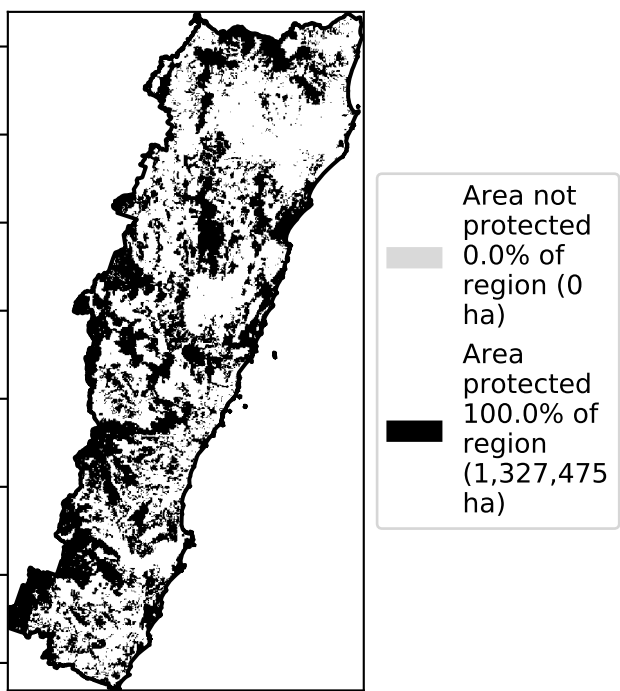 Area not
protected
0.0% of
region (0
ha)
Area
protected
100.0% of
region
(1,327,475
ha)